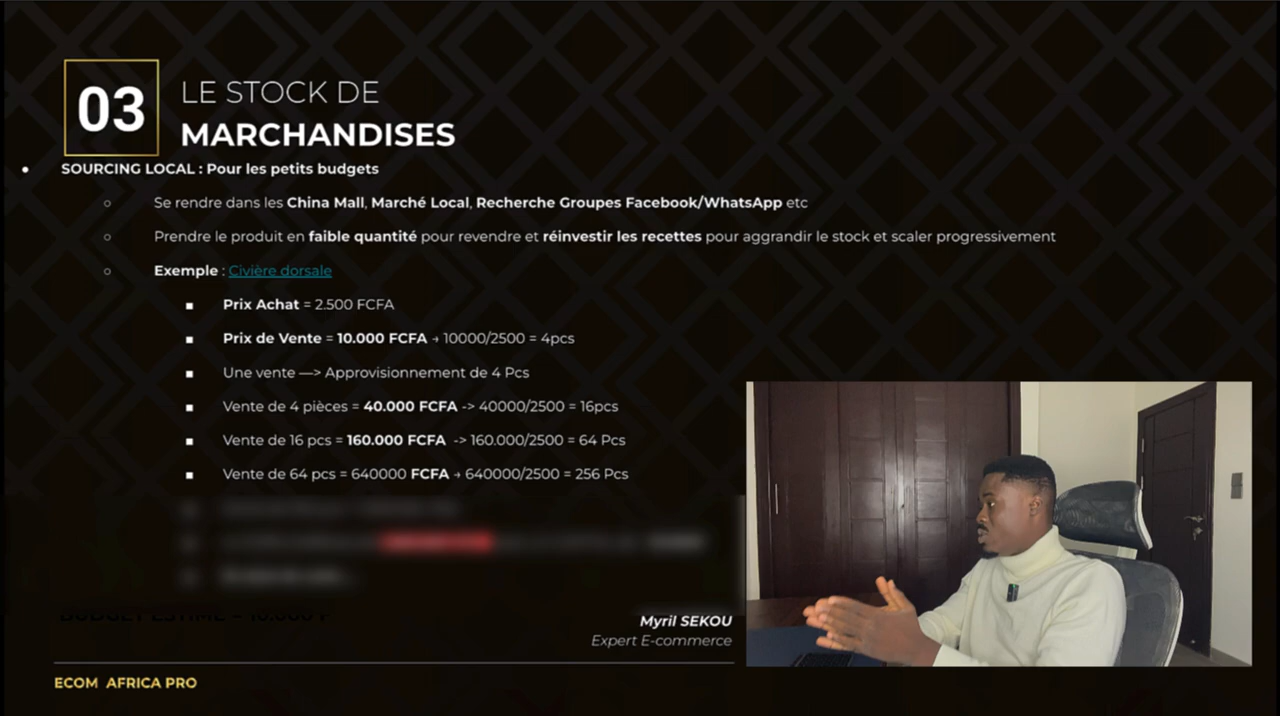 03
LE STOCK DE
MARCHANDISES
• SOURCING LOCAL : Pour les petits budgets
○ Se rendre dans les China Mall, Marché Local, Recherche Groupes Facebook/WhatsApp etc
○ Prendre le produit en faible quantité pour revendre et réinvestir les recettes pour aggrandir le stock et scaler progressivement
○ Exemple : Civière dorsale
■ Prix Achat = 2.500 FCFA
■ Prix de Vente = 10.000 FCFA → 10000/2500 = 4pcs
■ Une vente —> Approvisionnement de 4 Pcs
■ Vente de 4 pièces = 40.000 FCFA -> 40000/2500 = 16pcs
■ Vente de 16 pcs = 160.000 FCFA -> 160.000/2500 = 64 Pcs
■ Vente de 64 pcs = 640000 FCFA → 640000/2500 = 256 Pcs
Myril SEKOU
Expert E-commerce
ECOM AFRICA PRO